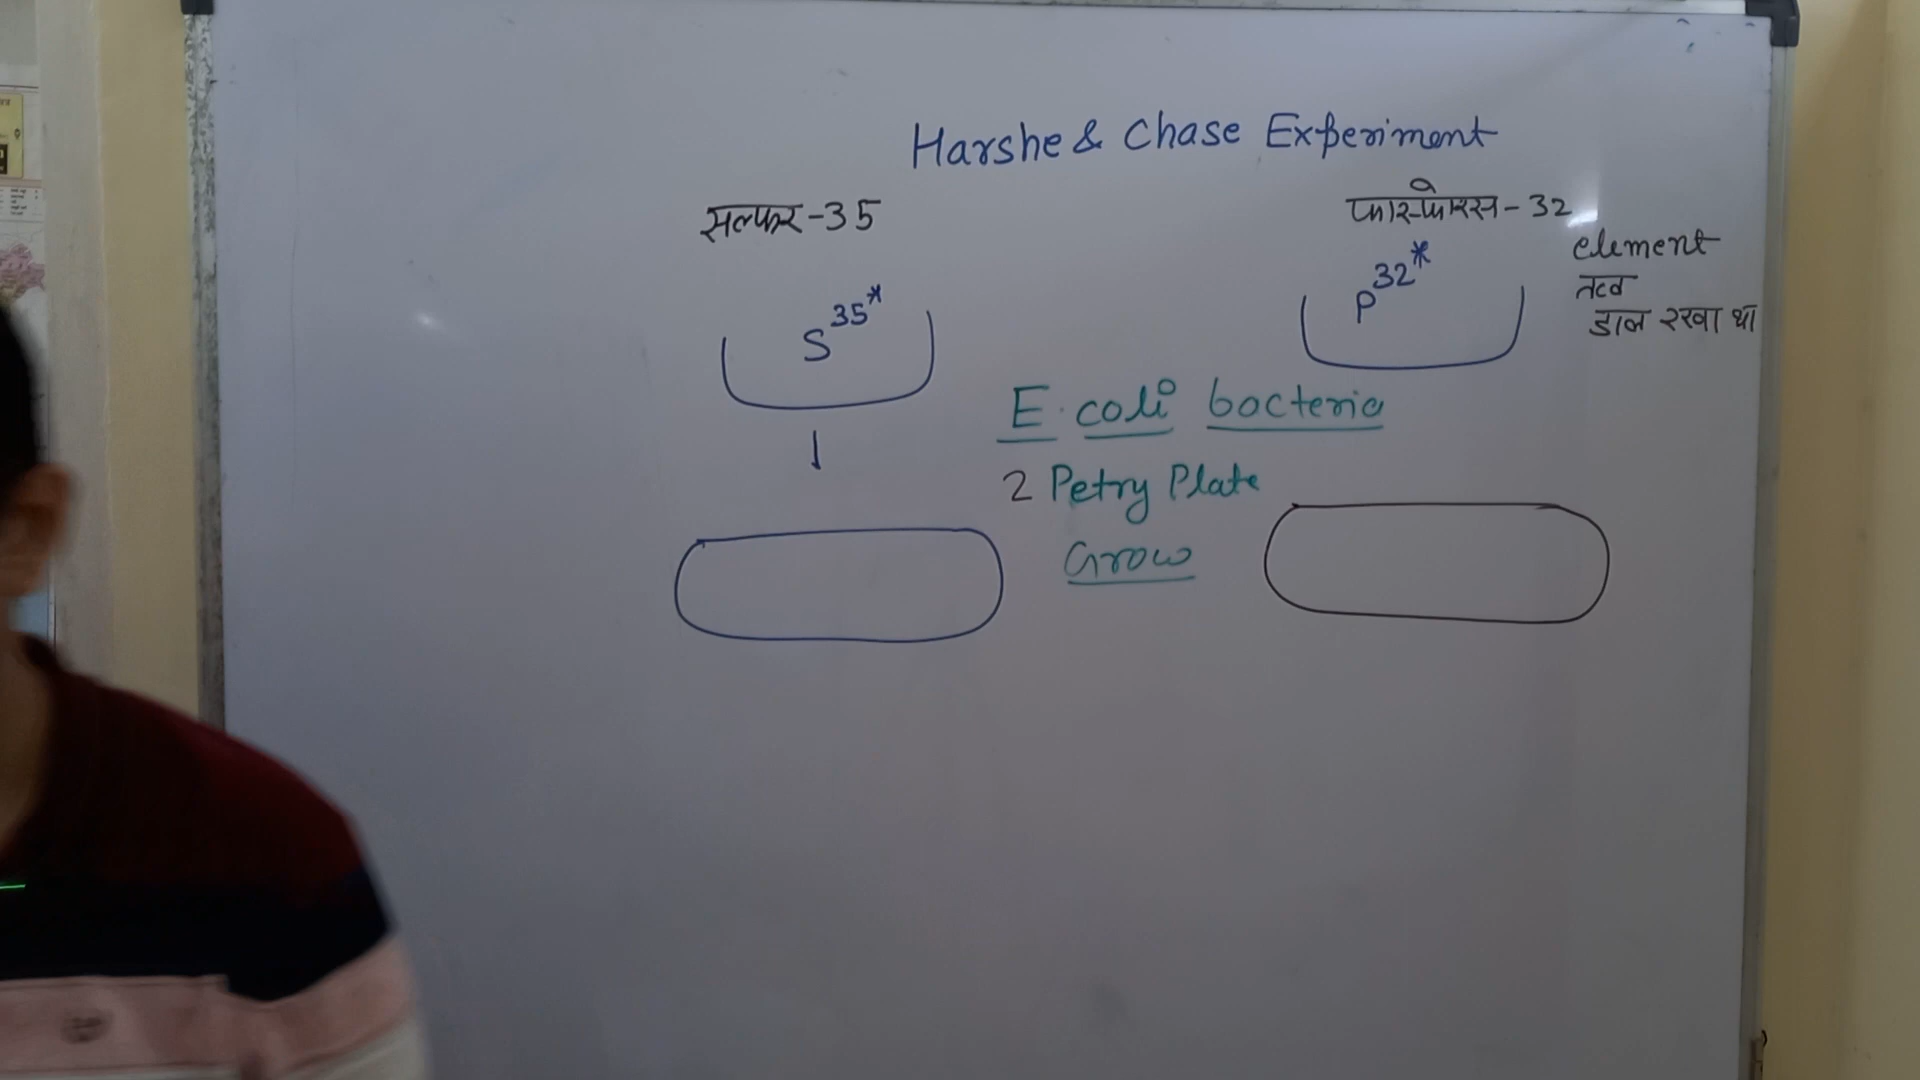 Harshe & Chase Experiment
सल्फर-35
फास्फोरस-32
S35*
P32*
element
तत्व
डाल रखा था
E. coli bacteria
2 Petry Plate
Grow